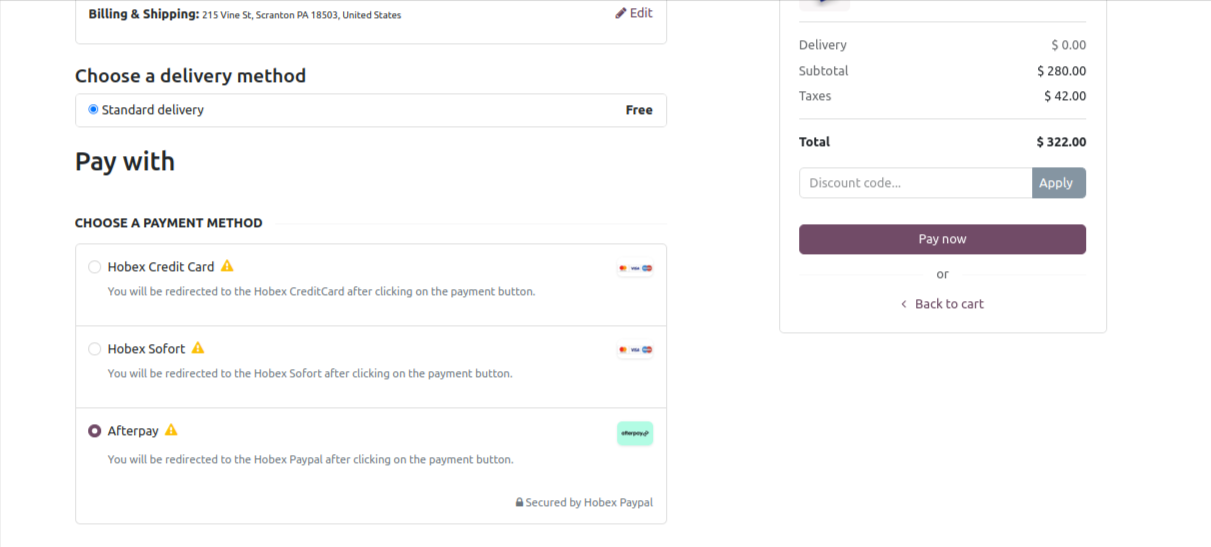 Billing & Shipping: 215 Vine St, Scranton PA 18503, United States
Edit
Choose a delivery method
Standard delivery
Free
Pay with
CHOOSE A PAYMENT METHOD
Hobex Credit Card
VISA
You will be redirected to the Hobex CreditCard after clicking on the payment button.
Hobex Sofort
VISA
You will be redirected to the Hobex Sofort after clicking on the payment button.
Afterpay
afterpay
You will be redirected to the Hobex Paypal after clicking on the payment button.
Secured by Hobex Paypal
Delivery $ 0.00
Subtotal $ 280.00
Taxes $ 42.00
Total $ 322.00
Discount code... Apply
Pay now
or
Back to cart